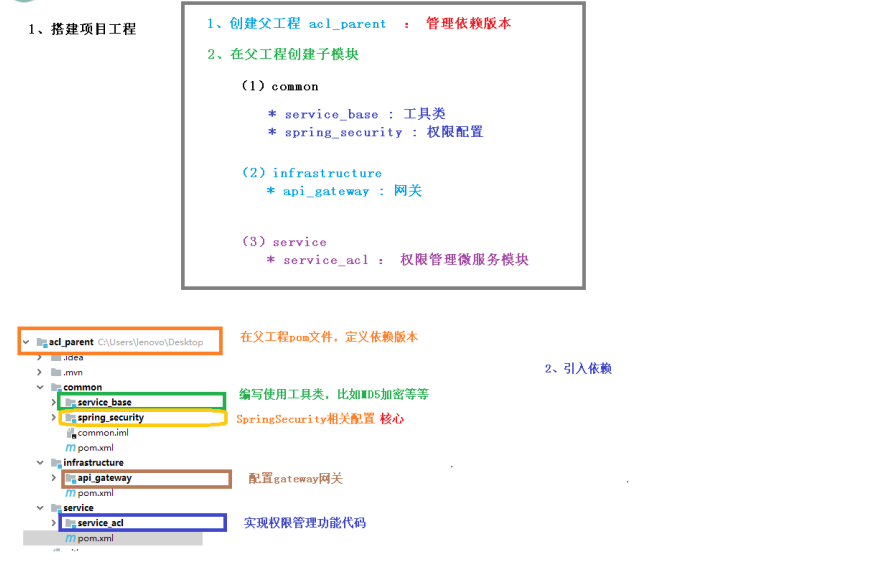 1、搭建项目工程
1、创建父工程 acl_parent ： 管理依赖版本
2、在父工程创建子模块
（1）common
* service_base : 工具类
* spring_security : 权限配置
（2）infrastructure
* api_gateway : 网关
（3）service
* service_acl ： 权限管理微服务模块
acl_parent C:\Users\lenovo\Desktop
在父工程pom文件，定义依赖版本
.idea
.mvn
2、引入依赖
common
service_base
编写使用工具类，比如MD5加密等等
spring_security
SpringSecurity相关配置 核心
common.iml
pom.xml
infrastructure
api_gateway
配置gateway网关
pom.xml
service
service_acl
实现权限管理功能代码
pom.xml